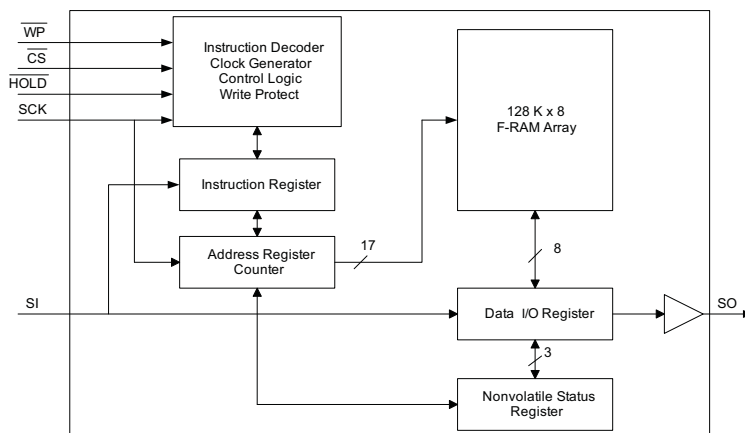 WP
CS
HOLD
SCK
Instruction Decoder
Clock Generator
Control Logic
Write Protect
128 K x 8
F-RAM Array
Instruction Register
Address Register
Counter
17
8
SI
Data I/O Register
SO
3
Nonvolatile Status
Register